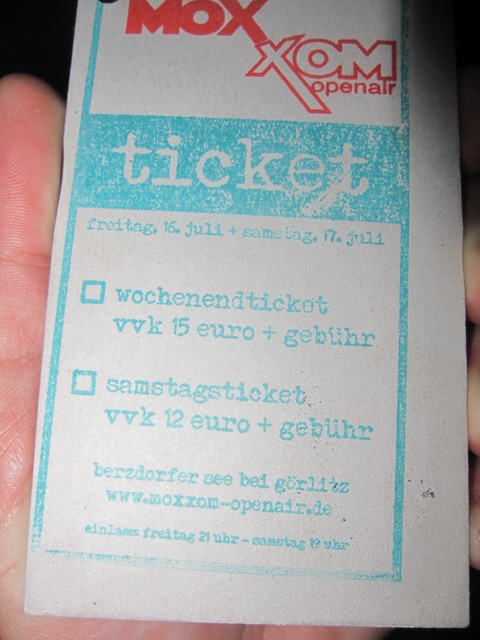 MOX
XOM
openair
ticket
freitag, 16. juli + samstag, 17. juli
wochenendticket
vvk 15 euro + gebühr
samstagsticket
vvk 12 euro + gebühr
berzdorfer see bei görlitz
www.moxxom-openair.de
einlass: freitag 21 uhr - samstag 19 uhr